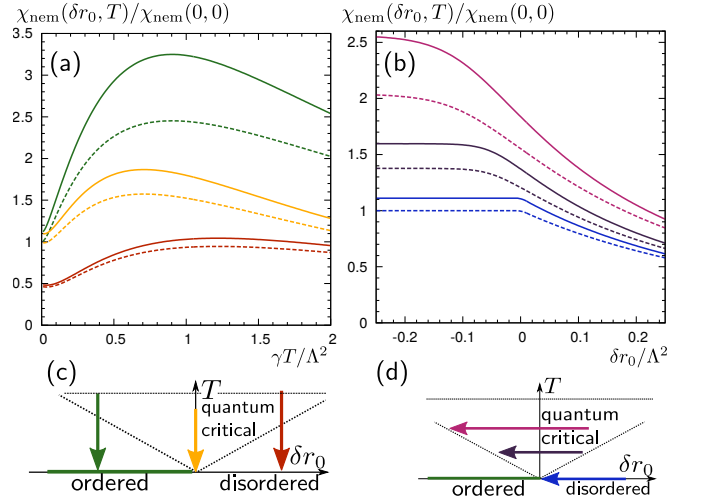 χnem(δr0, T)/χnem(0, 0)
χnem(δr0, T)/χnem(0, 0)
3.5
3
2.5
2
1.5
1
0.5
0
(a)
0
0.5
1
1.5
2
γT/Λ²
2.5
2
1.5
1
0.5
0
(b)
-0.2
-0.1
0
0.1
0.2
δr0/Λ²
(c)
T
quantum
critical
δr0
ordered
disordered
(d)
T
quantum
critical
δr0
ordered
disordered